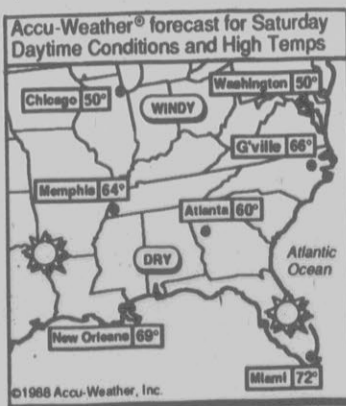 Accu-Weather® forecast for Saturday
Daytime Conditions and High Temps
Washington 50°
Chicago 50°
WINDY
G'ville 66°
Memphis 64°
Atlanta 60°
Atlantic
Ocean
DRY
New Orleans 69°
Miami 72°
©1988 Accu-Weather, Inc.